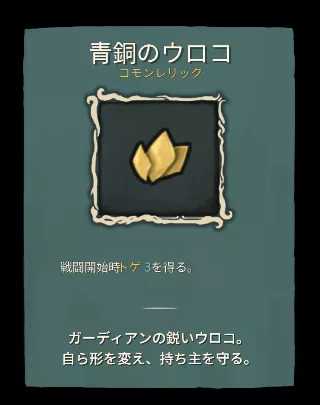 青銅のウロコ
コモンレリック
戦闘開始時トゲ 3を得る。
ガーディアンの鋭いウロコ。
自ら形を変え、持ち主を守る。